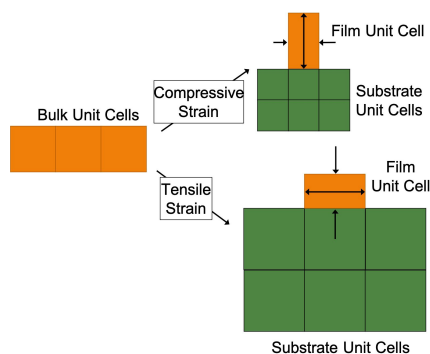 Film Unit Cell
Compressive
Strain
Substrate
Unit Cells
Bulk Unit Cells
Film
Unit Cell
Tensile
Strain
Substrate Unit Cells